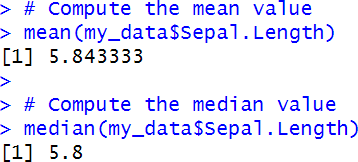 > # Compute the mean value
> mean(my_data$Sepal.Length)
[1] 5.843333
>
> # Compute the median value
> median(my_data$Sepal.Length)
[1] 5.8